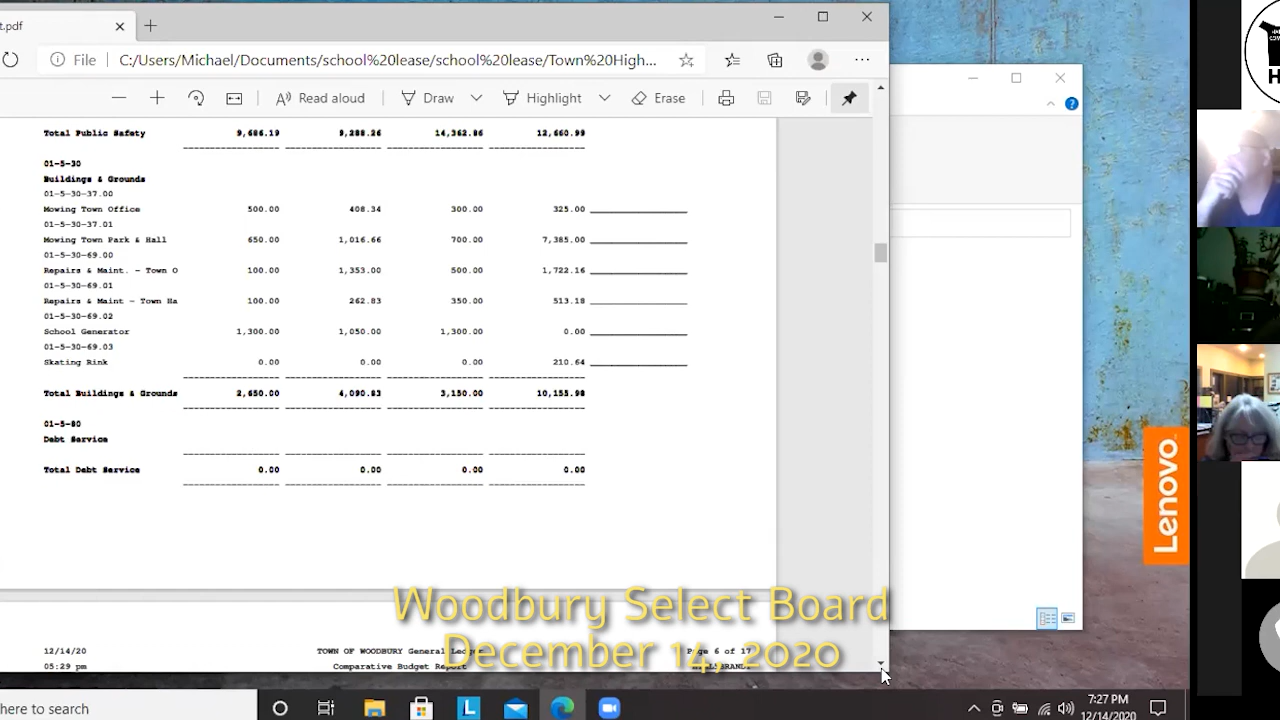 t.pdf
File C:/Users/Michael/Documents/school%20lease/school%20lease/Town%20High...
Read aloud Draw Highlight Erase
Total Public Safety 9,686.19 9,288.26 14,362.86 12,660.99
01-5-30
Buildings & Grounds
01-5-30-37.00
Mowing Town Office 500.00 408.34 300.00 325.00
01-5-30-37.01
Mowing Town Park & Hall 650.00 1,016.66 700.00 7,385.00
01-5-30-69.00
Repairs & Maint. - Town O 100.00 1,353.00 500.00 1,722.16
01-5-30-69.01
Repairs & Maint - Town Ha 100.00 262.83 350.00 513.18
01-5-30-69.02
School Generator 1,300.00 1,050.00 1,300.00 0.00
01-5-30-69.03
Skating Rink 0.00 0.00 0.00 210.64
Total Buildings & Grounds 2,650.00 4,090.83 3,150.00 10,155.98
01-5-80
Debt Service
Total Debt Service 0.00 0.00 0.00 0.00
Woodbury Select Board
December 14, 2020
12/14/20 TOWN OF WOODBURY General Ledger Page 6 of 17
05:29 pm Comparative Budget Report
Lenovo
here to search
7:27 PM
12/14/2020